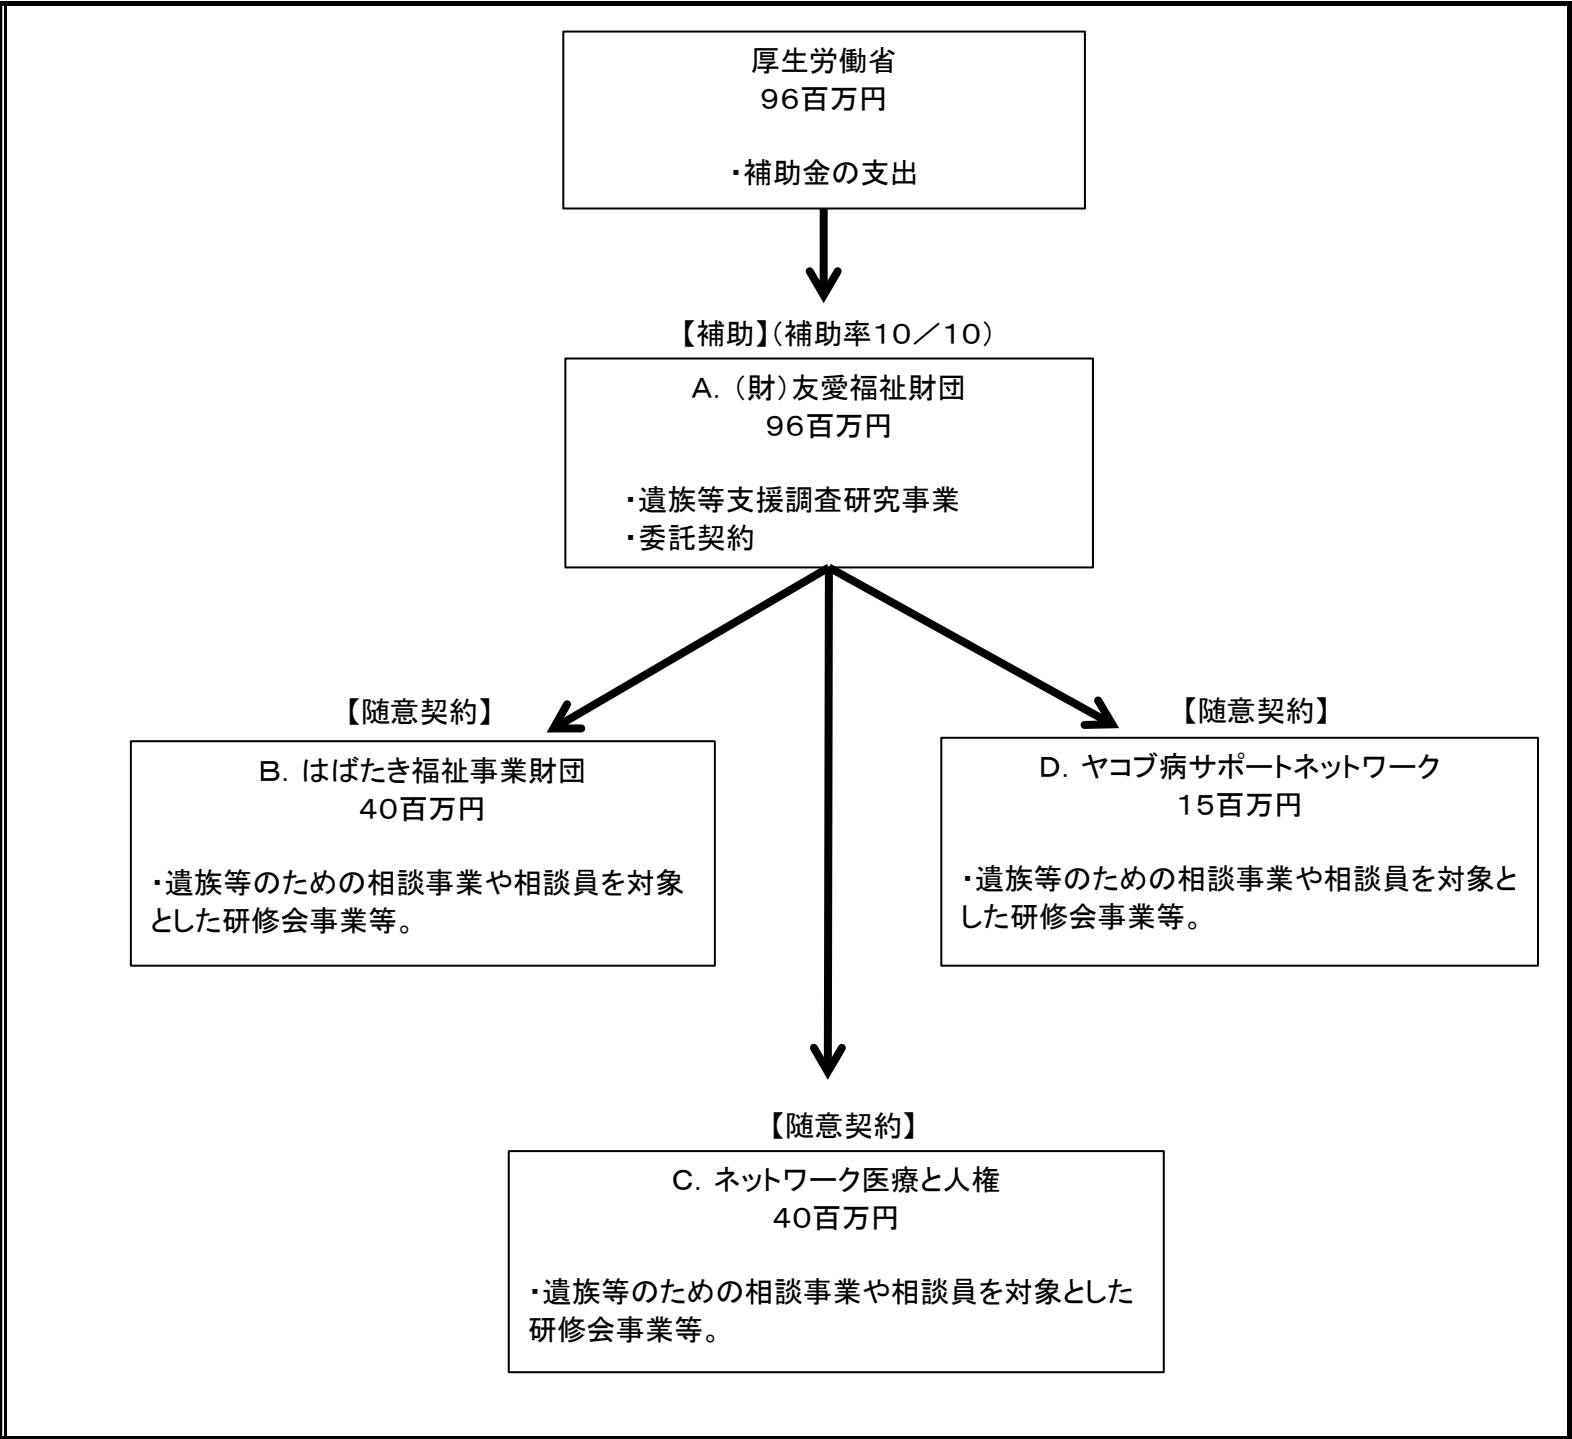 厚生労働省
９６百万円
・補助金の支出
【補助】（補助率１０／１０）
Ａ．（財）友愛福祉財団
９６百万円
・遺族等支援調査研究事業
・委託契約
【随意契約】
Ｂ．はばたき福祉事業財団
４０百万円
・遺族等のための相談事業や相談員を対象
とした研修会事業等。
【随意契約】
Ｄ．ヤコブ病サポートネットワーク
１５百万円
・遺族等のための相談事業や相談員を対象と
した研修会事業等。
【随意契約】
Ｃ．ネットワーク医療と人権
４０百万円
・遺族等のための相談事業や相談員を対象とした
研修会事業等。